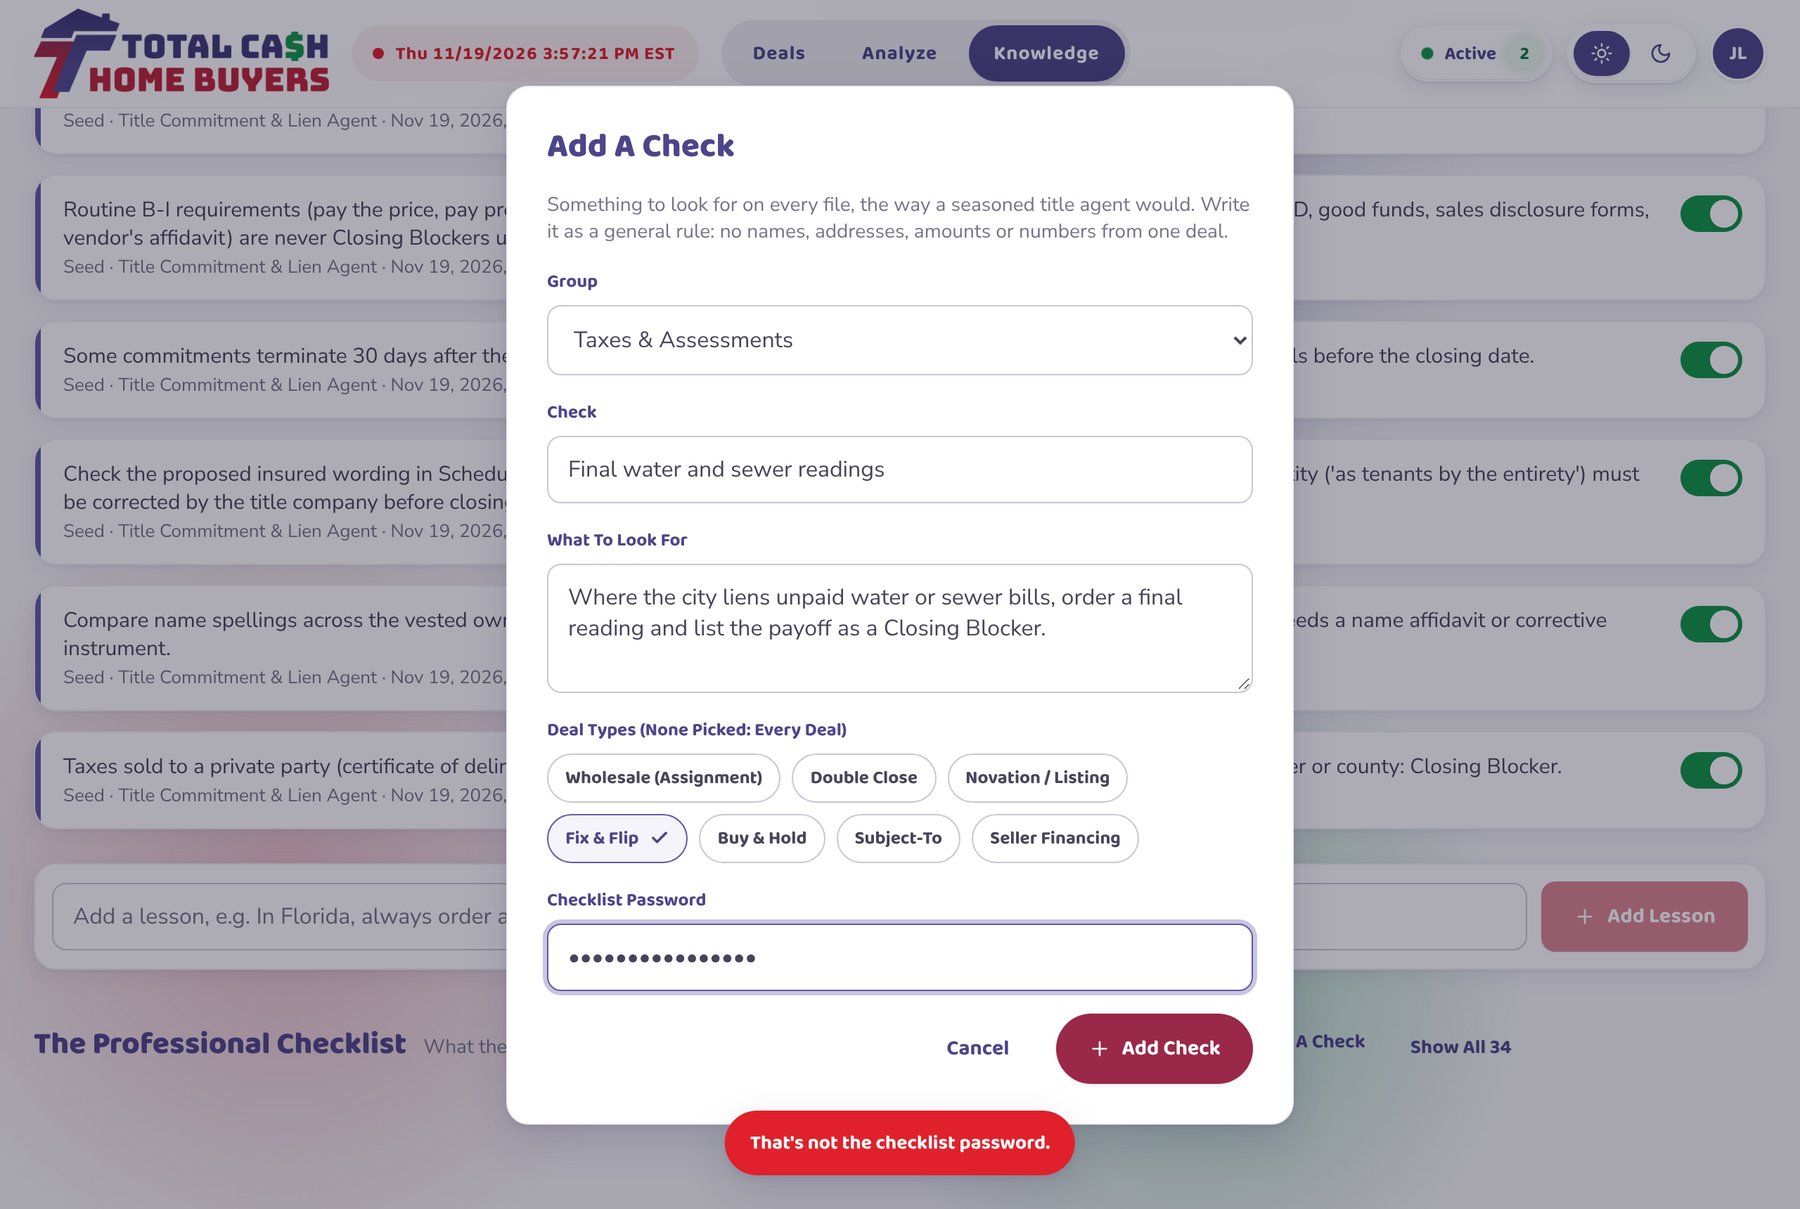 TOTAL CA$H
HOME BUYERS
Thu 11/19/2026 3:57:21 PM EST
Deals
Analyze
Knowledge
Active 2
JL
Seed · Title Commitment & Lien Agent · Nov 19, 2026,
Routine B-I requirements (pay the price, pay
D, good funds, sales disclosure forms,
vendor's affidavit) are never Closing Blockers
Seed · Title Commitment & Lien Agent · Nov 19, 2026,
Some commitments terminate 30 days after the
before the closing date.
Seed · Title Commitment & Lien Agent · Nov 19, 2026,
Check the proposed insured wording in
('as tenants by the entirety') must
be corrected by the title company before
Seed · Title Commitment & Lien Agent · Nov 19, 2026,
Compare name spellings across the vested
a name affidavit or corrective
instrument.
Seed · Title Commitment & Lien Agent · Nov 19, 2026,
Taxes sold to a private party (certificate of
or county: Closing Blocker.
Seed · Title Commitment & Lien Agent · Nov 19, 2026,
Add a lesson, e.g. In Florida, always order
+ Add Lesson
The Professional Checklist
What the
A Check
Show All 34
Add A Check
Something to look for on every file, the way a seasoned title agent would. Write
it as a general rule: no names, addresses, amounts or numbers from one deal.
Group
Taxes & Assessments
Check
Final water and sewer readings
What To Look For
Where the city liens unpaid water or sewer bills, order a final
reading and list the payoff as a Closing Blocker.
Deal Types (None Picked: Every Deal)
Wholesale (Assignment)
Double Close
Novation / Listing
Fix & Flip
Buy & Hold
Subject-To
Seller Financing
Checklist Password
••••••••••••••••
Cancel
+ Add Check
That's not the checklist password.